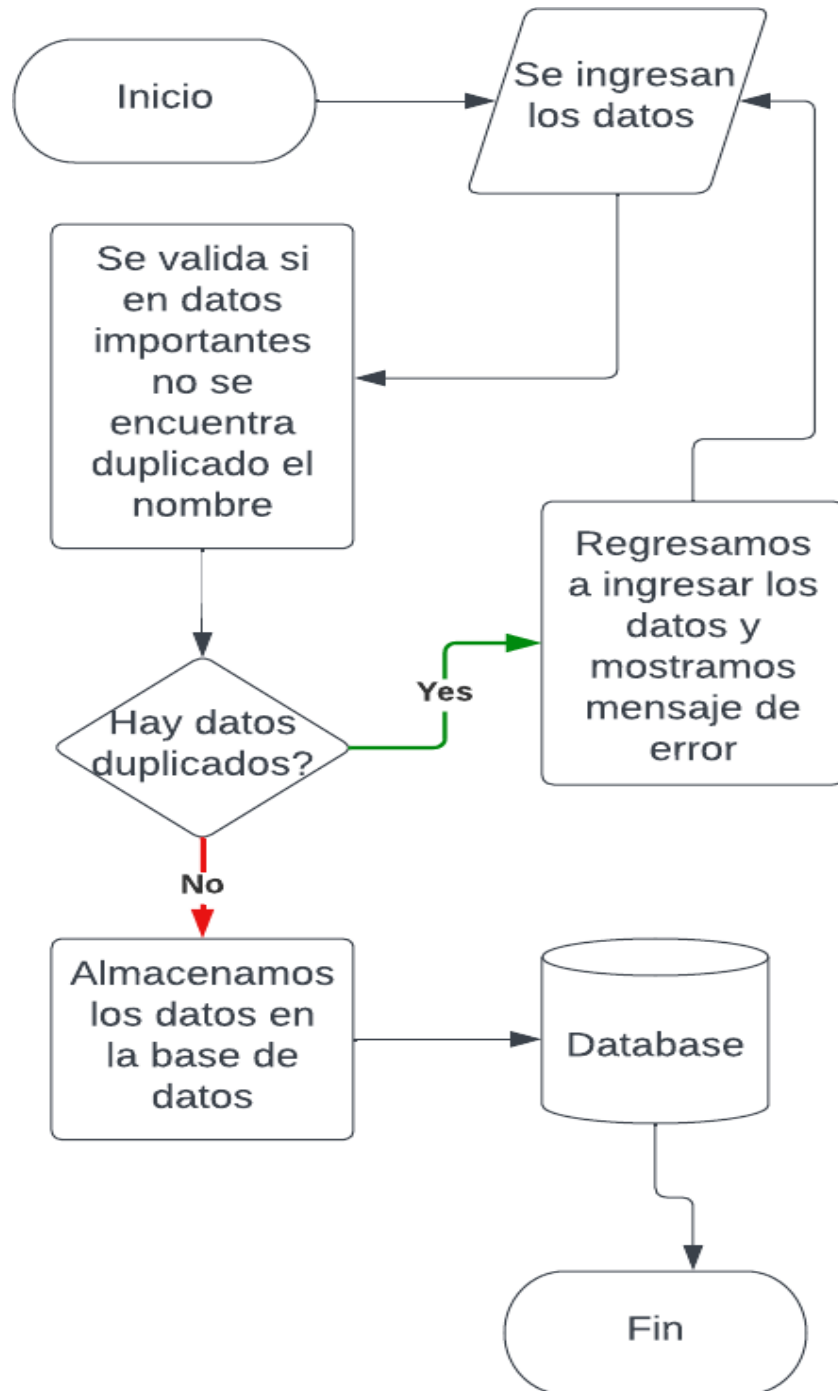 Inicio
Se ingresan
los datos
Se valida si
en datos
importantes
no se
encuentra
duplicado el
nombre
Hay datos
duplicados?
Yes
Regresamos
a ingresar los
datos y
mostramos
mensaje de
error
No
Almacenamos
los datos en
la base de
datos
Database
Fin